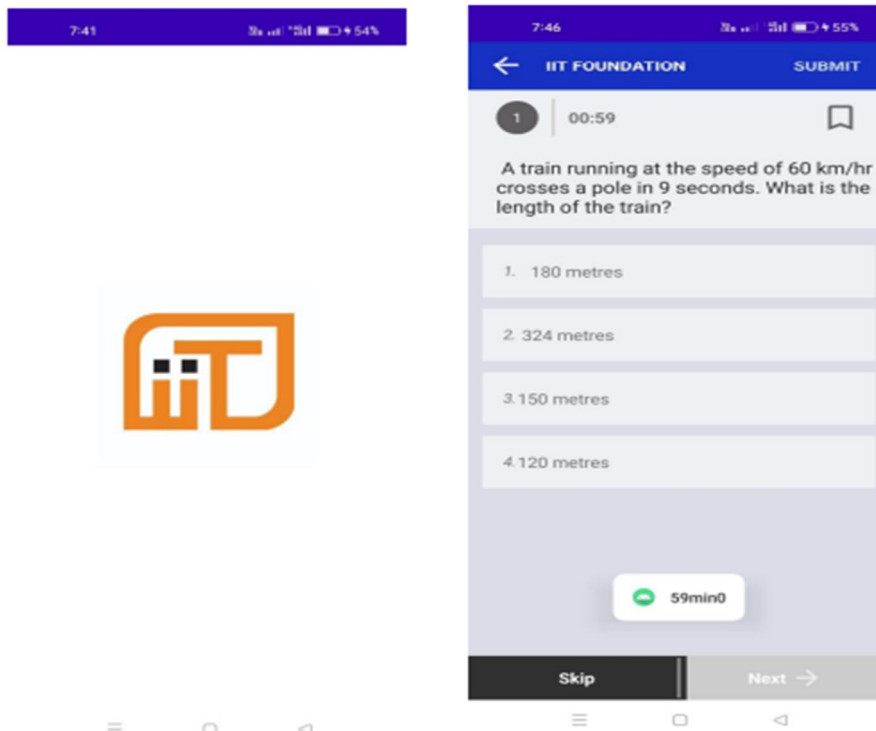 7:41
54%
iiT
7:46
55%
IIT FOUNDATION SUBMIT
1 00:59
A train running at the speed of 60 km/hr
crosses a pole in 9 seconds. What is the
length of the train?
1. 180 metres
2. 324 metres
3. 150 metres
4. 120 metres
59min0
Skip Next →